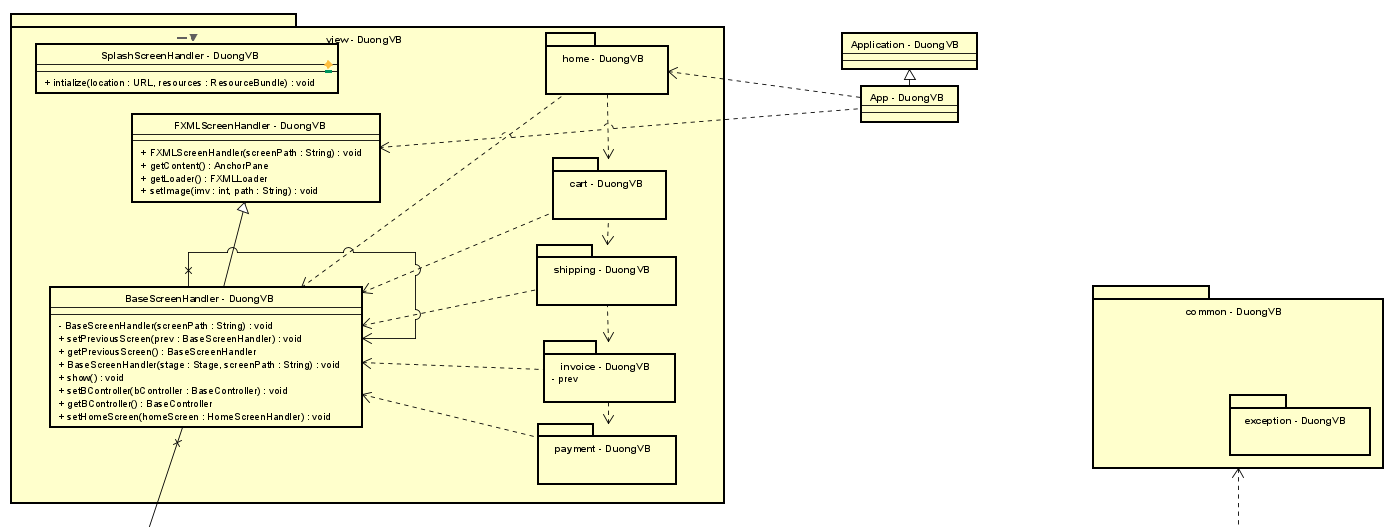 view - DuongVB
SplashScreenHandler - DuongVB
+ intialize(location : URL, resources : ResourceBundle) : void
FXMLScreenHandler - DuongVB
+ FXMLScreenHandler(screenPath : String) : void
+ getContent() : AnchorPane
+ getLoader() : FXMLLoader
+ setImage(imv : int, path : String) : void
BaseScreenHandler - DuongVB
- BaseScreenHandler(screenPath : String) : void
+ setPreviousScreen(prev : BaseScreenHandler) : void
+ getPreviousScreen() : BaseScreenHandler
+ BaseScreenHandler(stage : Stage, screenPath : String) : void
+ show() : void
+ setBController(bController : BaseController) : void
+ getBController() : BaseController
+ setHomeScreen(homeScreen : HomeScreenHandler) : void
home - DuongVB
cart - DuongVB
shipping - DuongVB
invoice - DuongVB
- prev
payment - DuongVB
Application - DuongVB
App - DuongVB
common - DuongVB
exception - DuongVB